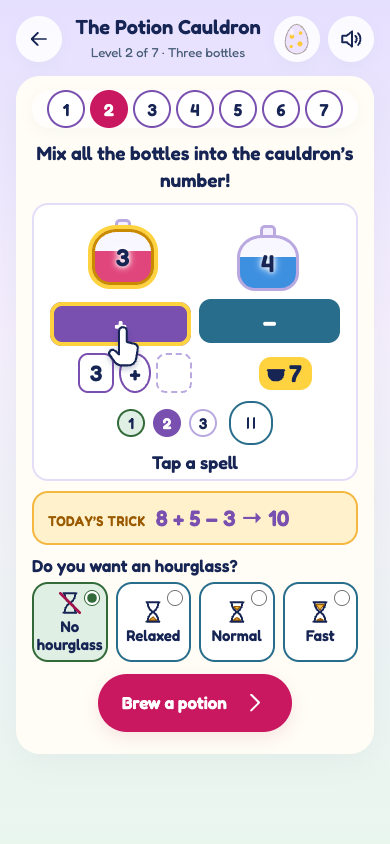 The Potion Cauldron
Level 2 of 7 · Three bottles
1 2 3 4 5 6 7
Mix all the bottles into the cauldron's
number!
3 4
+ −
3 + 7
1 2 3
Tap a spell
TODAY'S TRICK 8 + 5 − 3 → 10
Do you want an hourglass?
No
hourglass Relaxed Normal Fast
Brew a potion